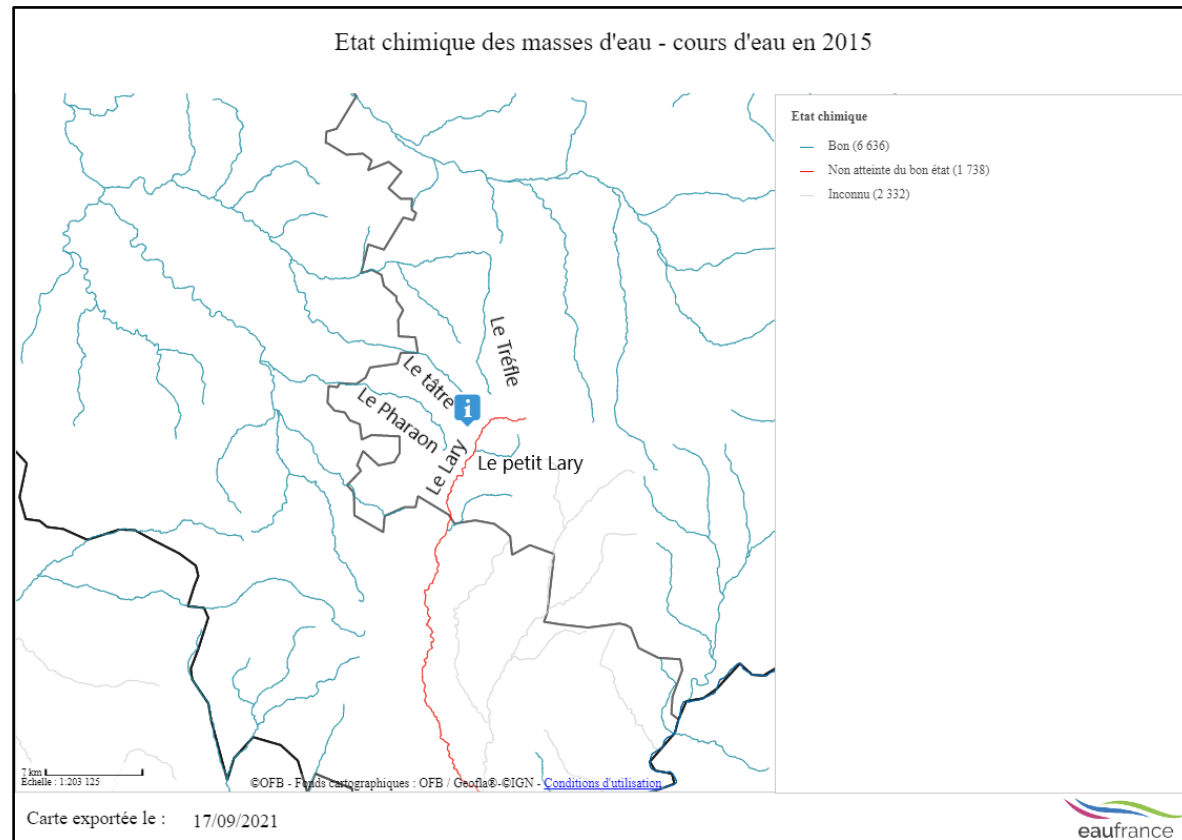 Etat chimique des masses d'eau - cours d'eau en 2015
Etat chimique
Bon (6 636)
Non atteinte du bon état (1 738)
Inconnu (2 332)
Le Tréfle
Le tâtre
Le Pharaon
Le Lary
Le petit Lary
7 km
Echelle : 1:203 125
©OFB - Fonds cartographiques : OFB / Geofla®-©IGN - Conditions d'utilisation
Carte exportée le : 17/09/2021
eaufrance